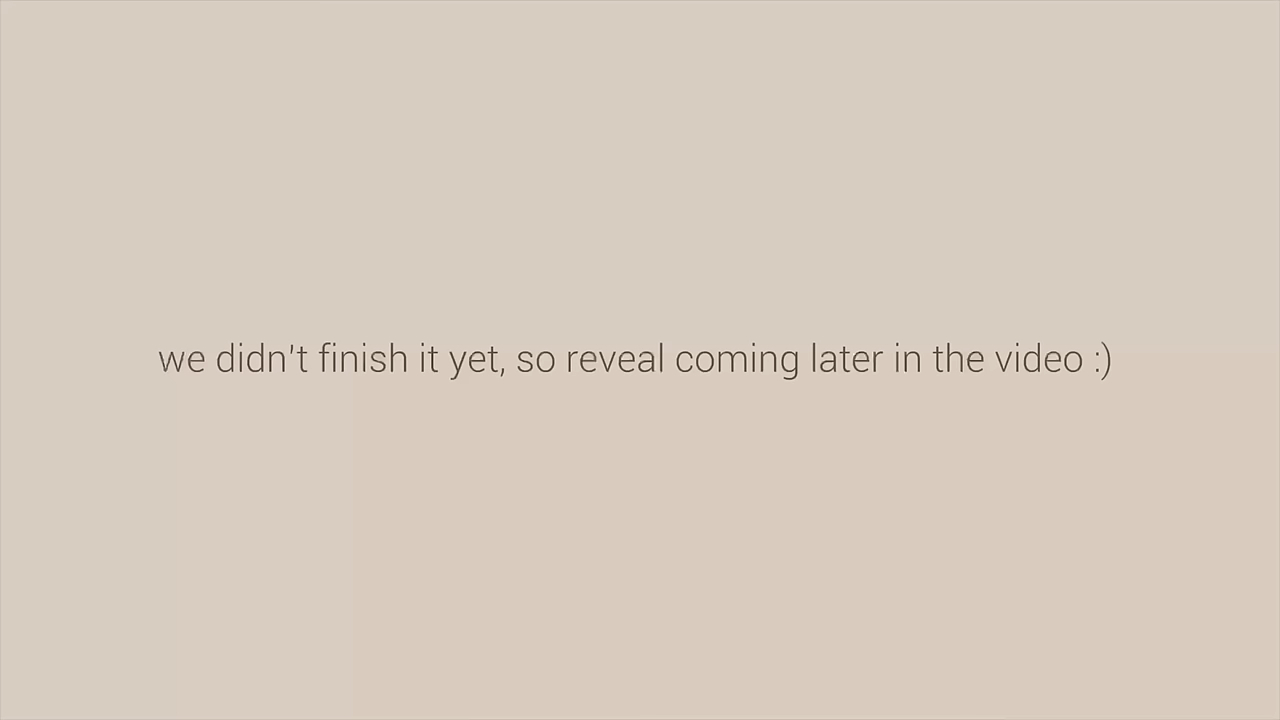 we didn't finish it yet, so reveal coming later in the video :)